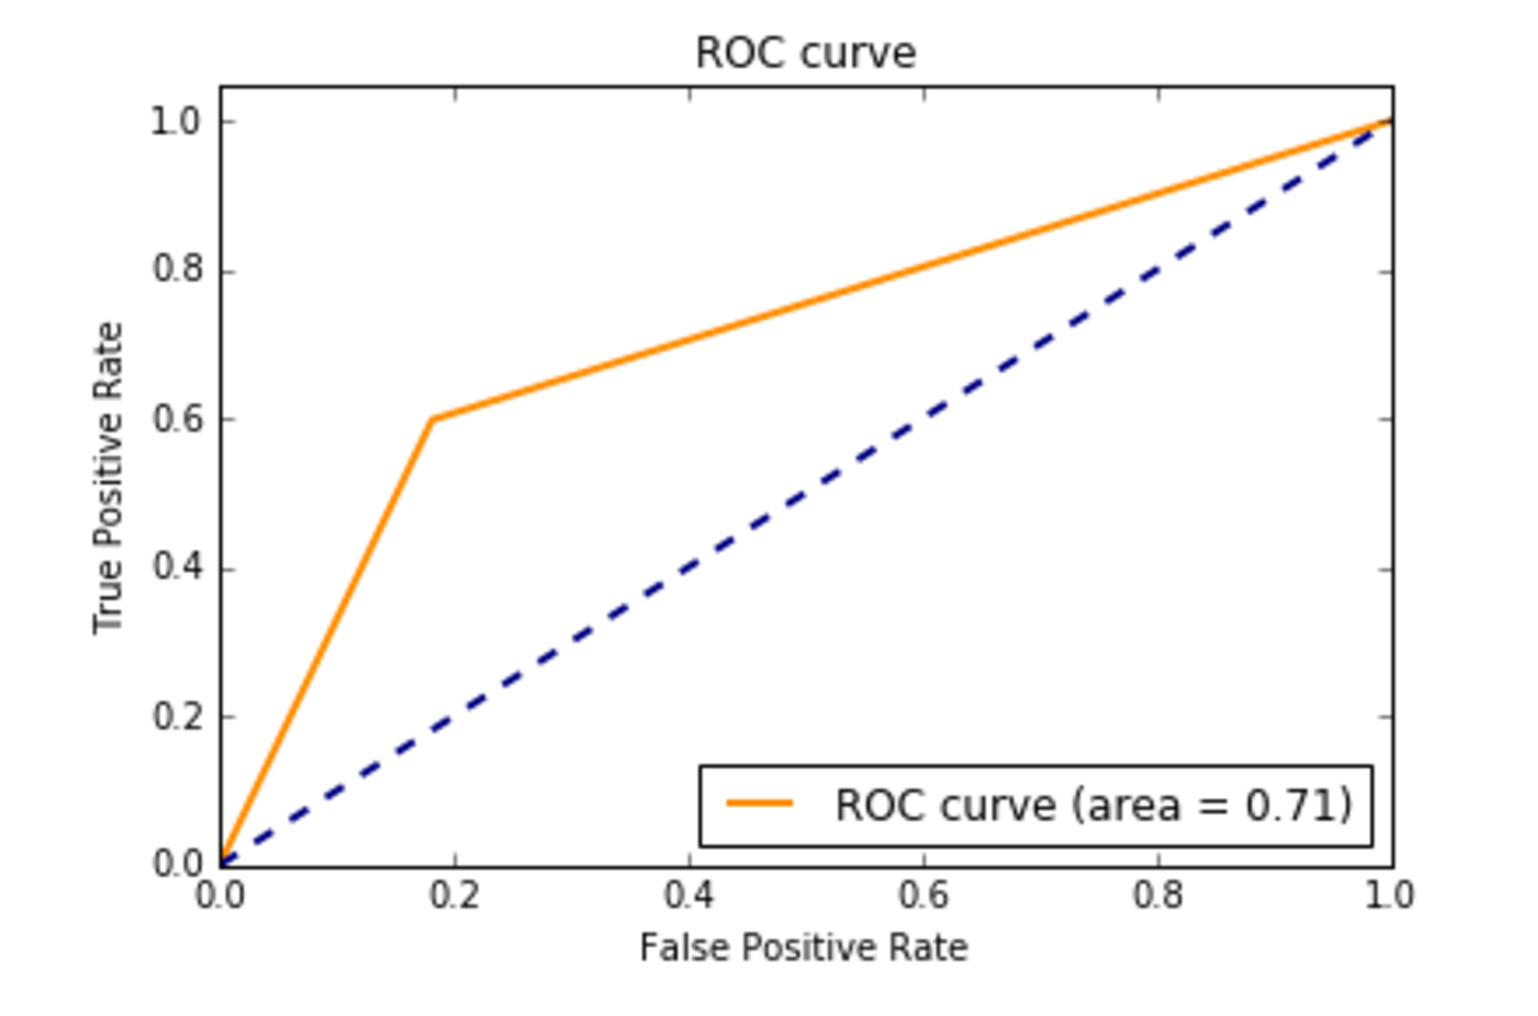 ROC curve
1.0
0.8
0.6
0.4
0.2
0.0
True Positive Rate
ROC curve (area = 0.71)
0.0 0.2 0.4 0.6 0.8 1.0
False Positive Rate